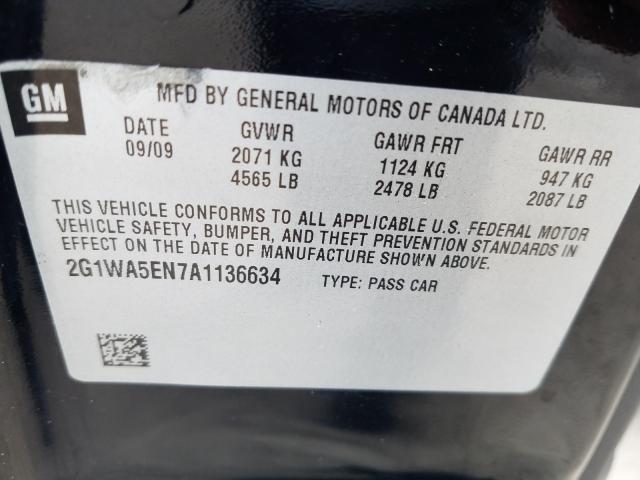 GM
MFD BY GENERAL MOTORS OF CANADA LTD.
DATE GVWR GAWR FRT GAWR RR
09/09 2071 KG 1124 KG 947 KG
4565 LB 2478 LB 2087 LB
THIS VEHICLE CONFORMS TO ALL APPLICABLE U.S. FEDERAL MOTOR
VEHICLE SAFETY, BUMPER, AND THEFT PREVENTION STANDARDS IN
EFFECT ON THE DATE OF MANUFACTURE SHOWN ABOVE.
2G1WA5EN7A1136634 TYPE: PASS CAR